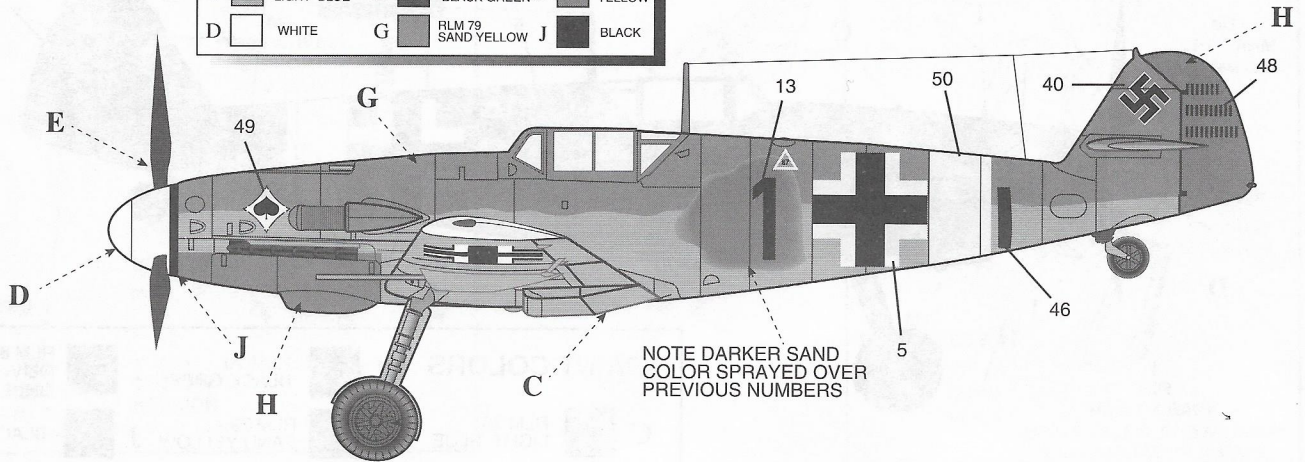 D WHITE G RLM 79 SAND YELLOW J BLACK
H
48
40
50
13
G
E
49
D
J
H
C
NOTE DARKER SAND
COLOR SPRAYED OVER
PREVIOUS NUMBERS
5
46
1